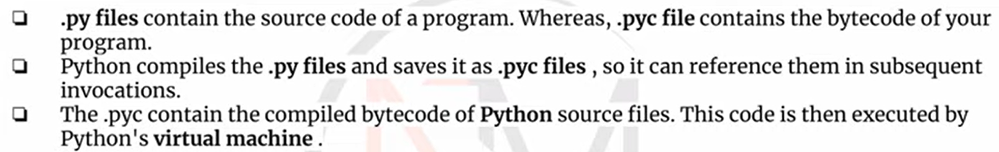 ❏ .py files contain the source code of a program. Whereas, .pyc file contains the bytecode of your
program.
❏ Python compiles the .py files and saves it as .pyc files , so it can reference them in subsequent
invocations.
❏ The .pyc contain the compiled bytecode of Python source files. This code is then executed by
Python's virtual machine .